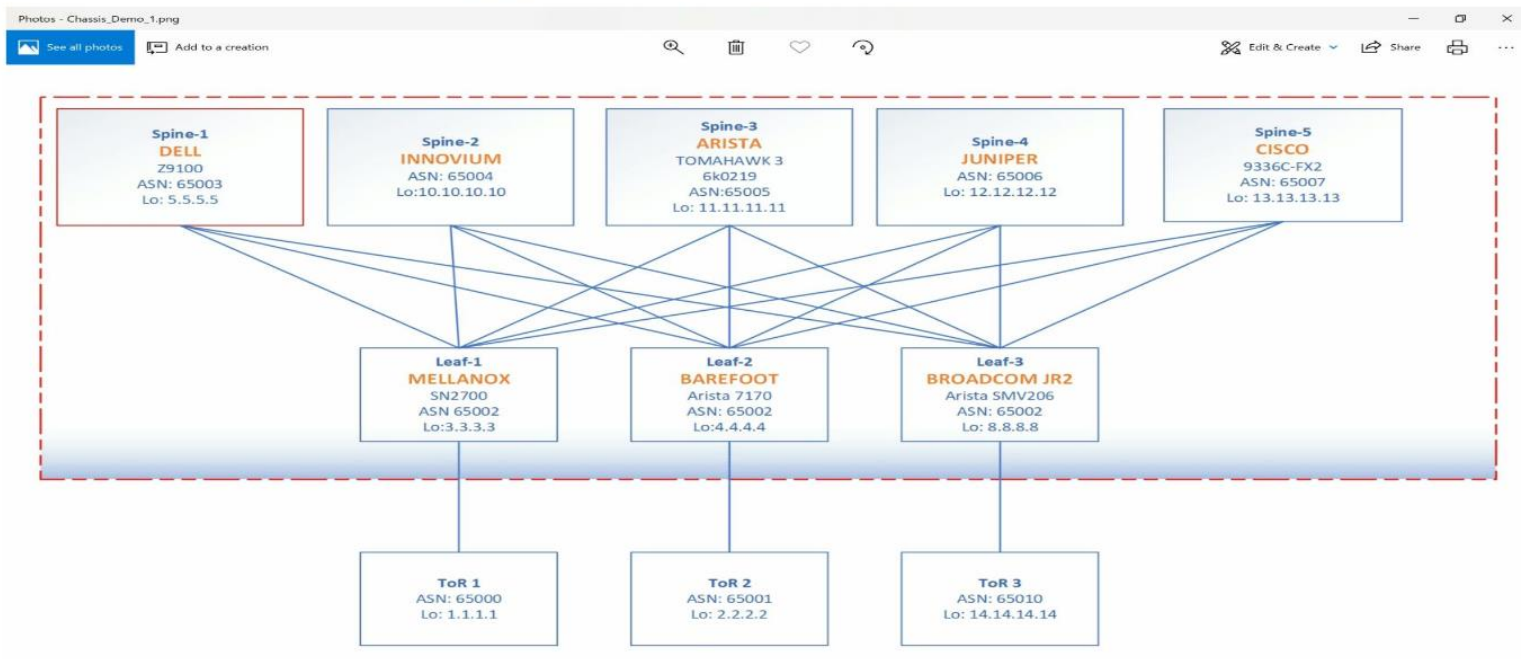 Photos - Chassis_Demo_1.png
See all photos
Add to a creation
Edit & Create
Share
Spine-1
DELL
Z9100
ASN: 65003
Lo: 5.5.5.5
Spine-2
INNOVIUM
ASN: 65004
Lo:10.10.10.10
Spine-3
ARISTA
TOMAHAWK 3
6k0219
ASN:65005
Lo: 11.11.11.11
Spine-4
JUNIPER
ASN: 65006
Lo: 12.12.12.12
Spine-5
CISCO
9336C-FX2
ASN: 65007
Lo: 13.13.13.13
Leaf-1
MELLANOX
SN2700
ASN 65002
Lo:3.3.3.3
Leaf-2
BAREFOOT
Arista 7170
ASN: 65002
Lo:4.4.4.4
Leaf-3
BROADCOM JR2
Arista SMV206
ASN: 65002
Lo: 8.8.8.8
ToR 1
ASN: 65000
Lo: 1.1.1.1
ToR 2
ASN: 65001
Lo: 2.2.2.2
ToR 3
ASN: 65010
Lo: 14.14.14.14